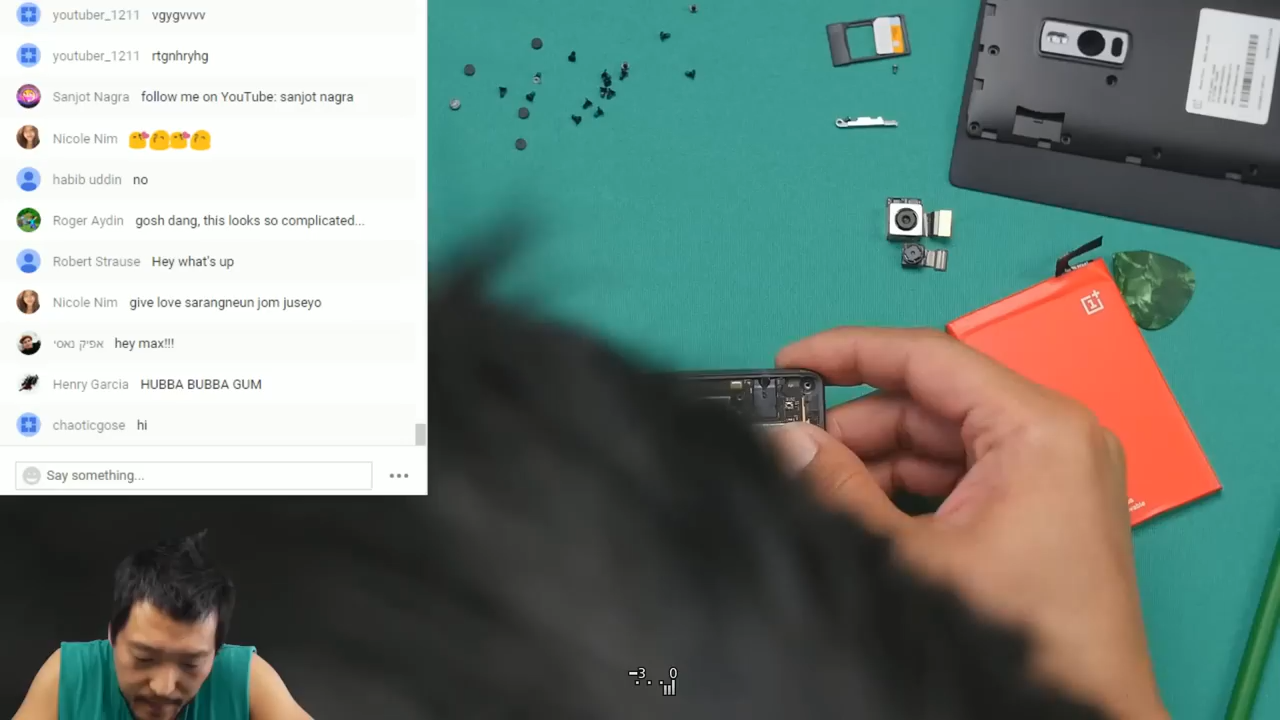 youtuber_1211 vgygvvvv
youtuber_1211 rtgnhryhg
Sanjot Nagra follow me on YouTube: sanjot nagra
Nicole Nim
habib uddin no
Roger Aydin gosh dang, this looks so complicated...
Robert Strause Hey what's up
Nicole Nim give love sarangneun jom juseyo
אפיק נאסי hey max!!!
Henry Garcia HUBBA BUBBA GUM
chaoticgose hi
Say something...
-3 0